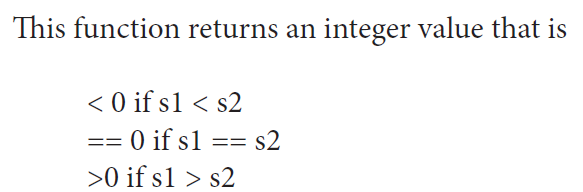 This function returns an integer value that is
< 0 if s1 < s2
== 0 if s1 == s2
>0 if s1 > s2